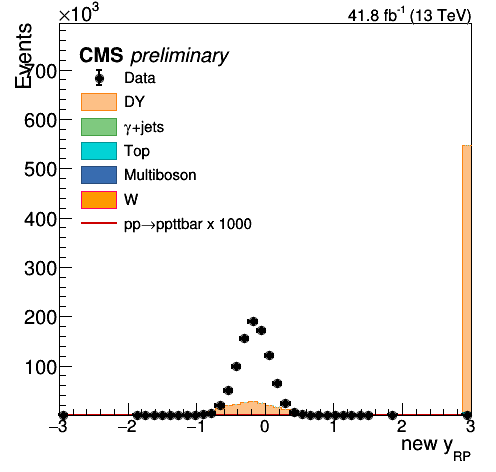 ×10³
41.8 fb⁻¹ (13 TeV)
Events
CMS preliminary
Data
DY
γ+jets
Top
Multiboson
W
pp→ppttbar x 1000
700
600
500
400
300
200
100
−3 −2 −1 0 1 2 3
new y_RP